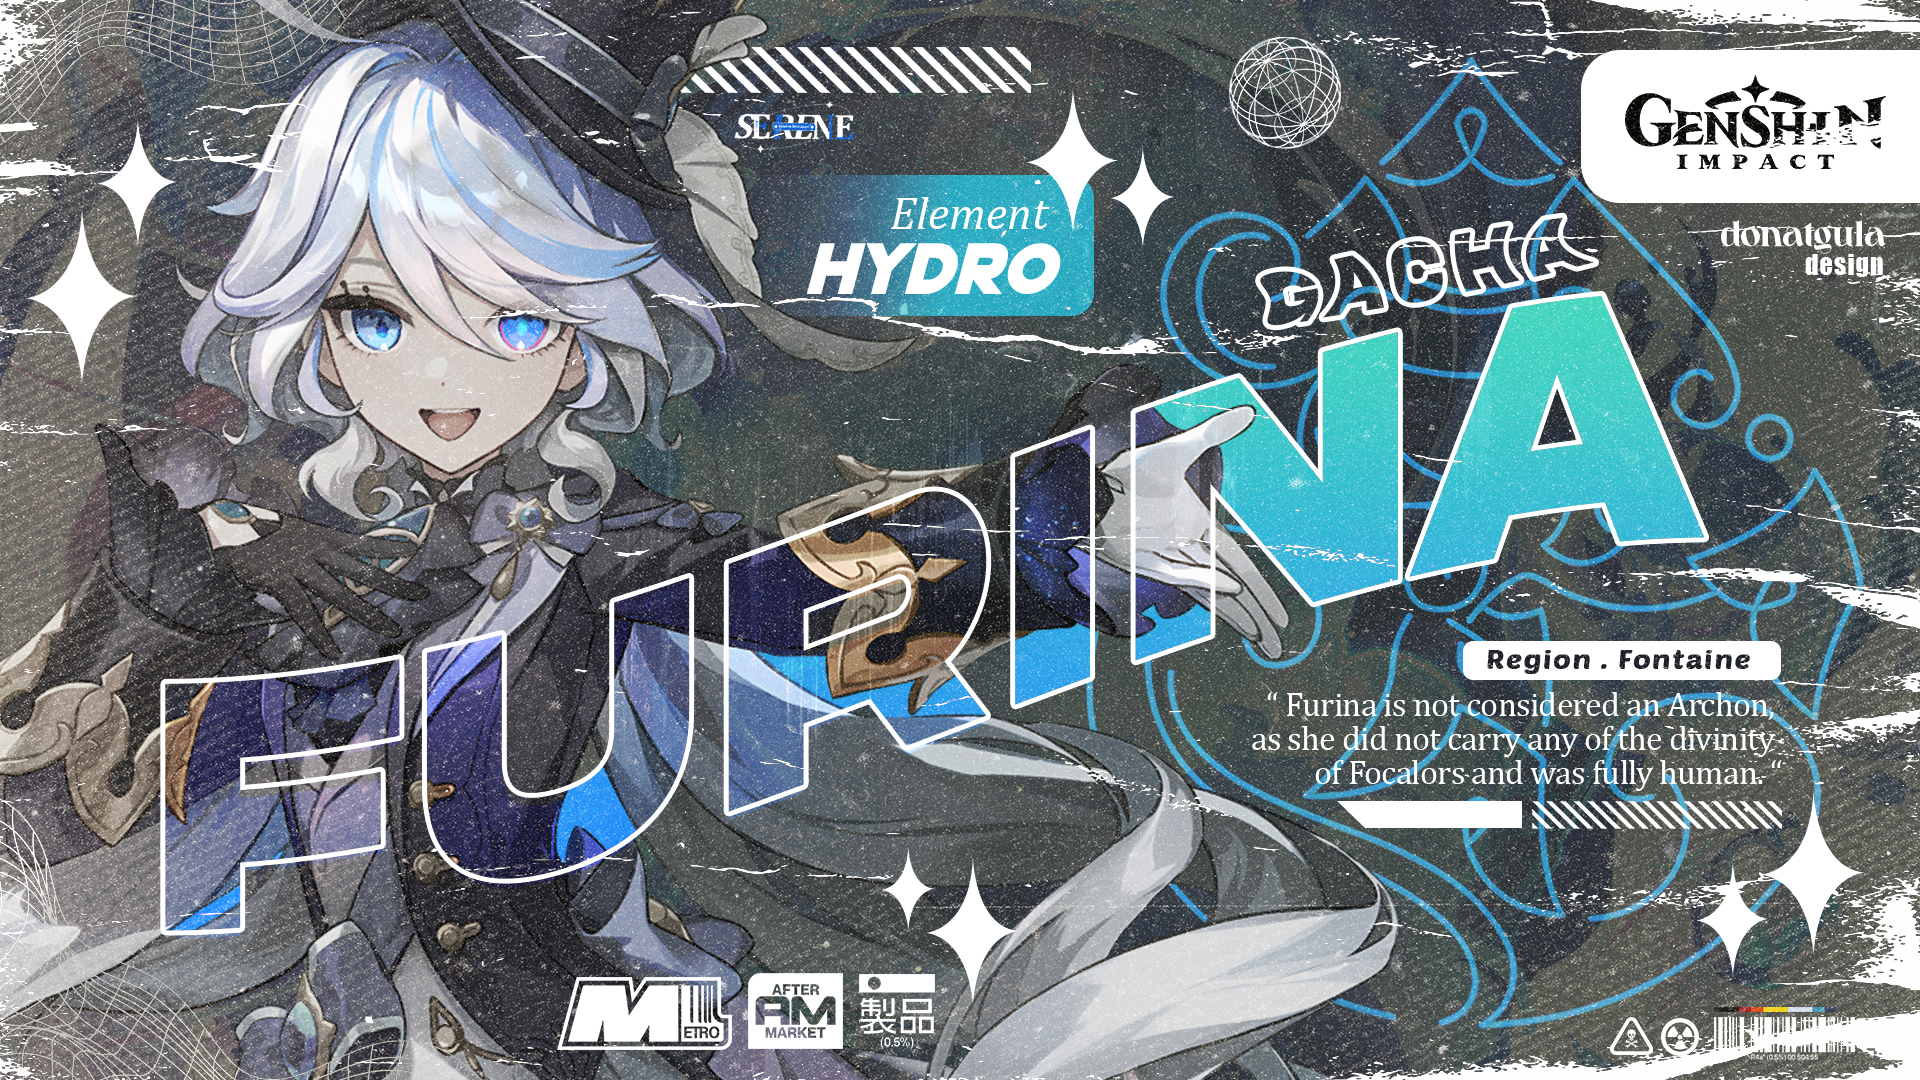 SERENE
GENSHIN
IMPACT
donatgula
design
Element
HYDRO
GACHA
FURINA
Region . Fontaine
“ Furina is not considered an Archon,
as she did not carry any of the divinity
of Focalors and was fully human. “
METRO
AFTER
AM
MARKET
製品
(0.5%)